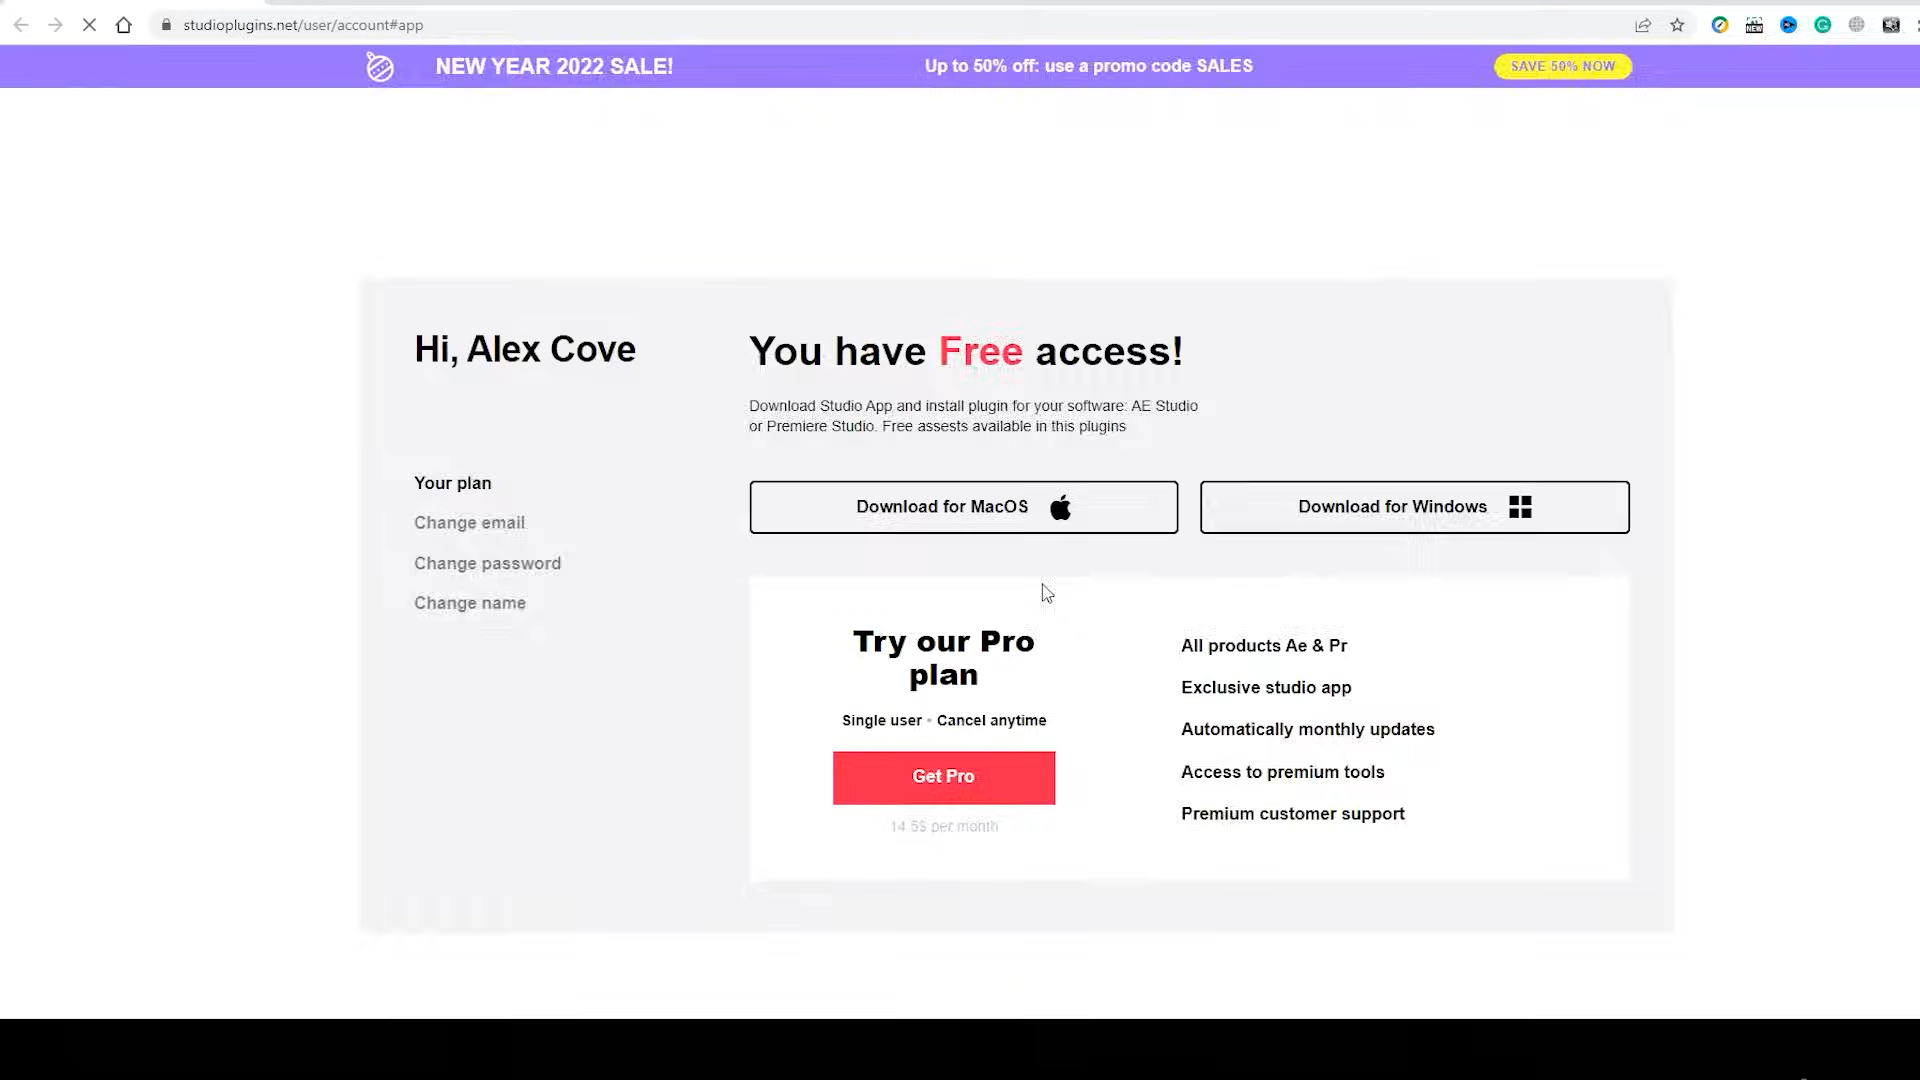 studioplugins.net/user/account#app
NEW YEAR 2022 SALE!
Up to 50% off: use a promo code SALES
SAVE 50% NOW
Hi, Alex Cove
Your plan
Change email
Change password
Change name
You have Free access!
Download Studio App and install plugin for your software: AE Studio
or Premiere Studio. Free assests available in this plugins
Download for MacOS
Download for Windows
Try our Pro
plan
Single user • Cancel anytime
Get Pro
14.5$ per month
All products Ae & Pr
Exclusive studio app
Automatically monthly updates
Access to premium tools
Premium customer support